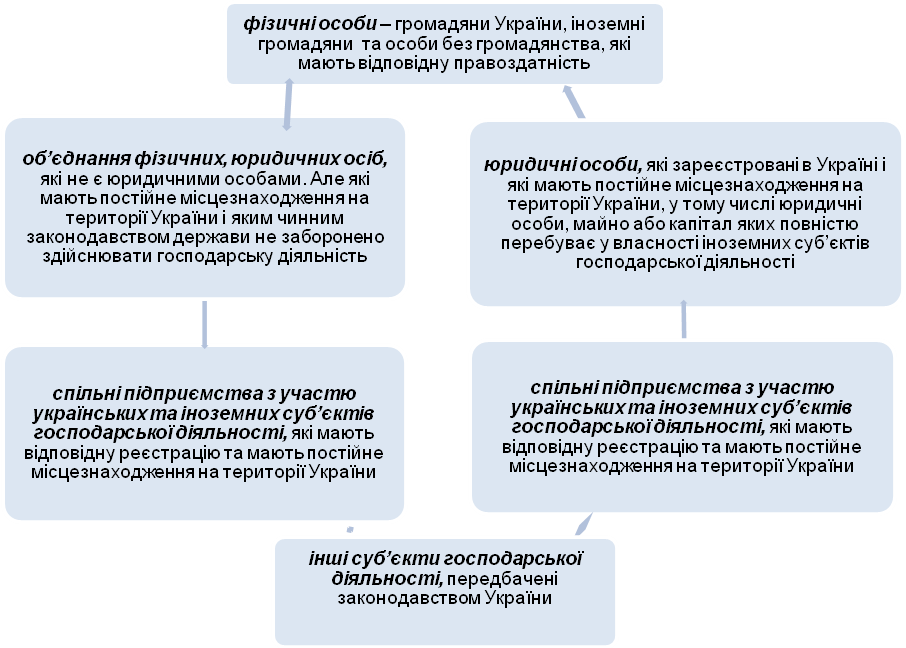 фізичні особи – громадяни України, іноземні
громадяни та особи без громадянства, які
мають відповідну правоздатність
об’єднання фізичних, юридичних осіб,
які не є юридичними особами. Але які
мають постійне місцезнаходження на
території України і яким чинним
законодавством держави не заборонено
здійснювати господарську діяльність
юридичні особи, які зареєстровані в Україні і
які мають постійне місцезнаходження на
території України, у тому числі юридичні
особи, майно або капітал яких повністю
перебуває у власності іноземних суб’єктів
господарської діяльності
спільні підприємства з участю
українських та іноземних суб’єктів
господарської діяльності, які мають
відповідну реєстрацію та мають постійне
місцезнаходження на території України
спільні підприємства з участю
українських та іноземних суб’єктів
господарської діяльності, які мають
відповідну реєстрацію та мають постійне
місцезнаходження на території України
інші суб’єкти господарської
діяльності, передбачені
законодавством України